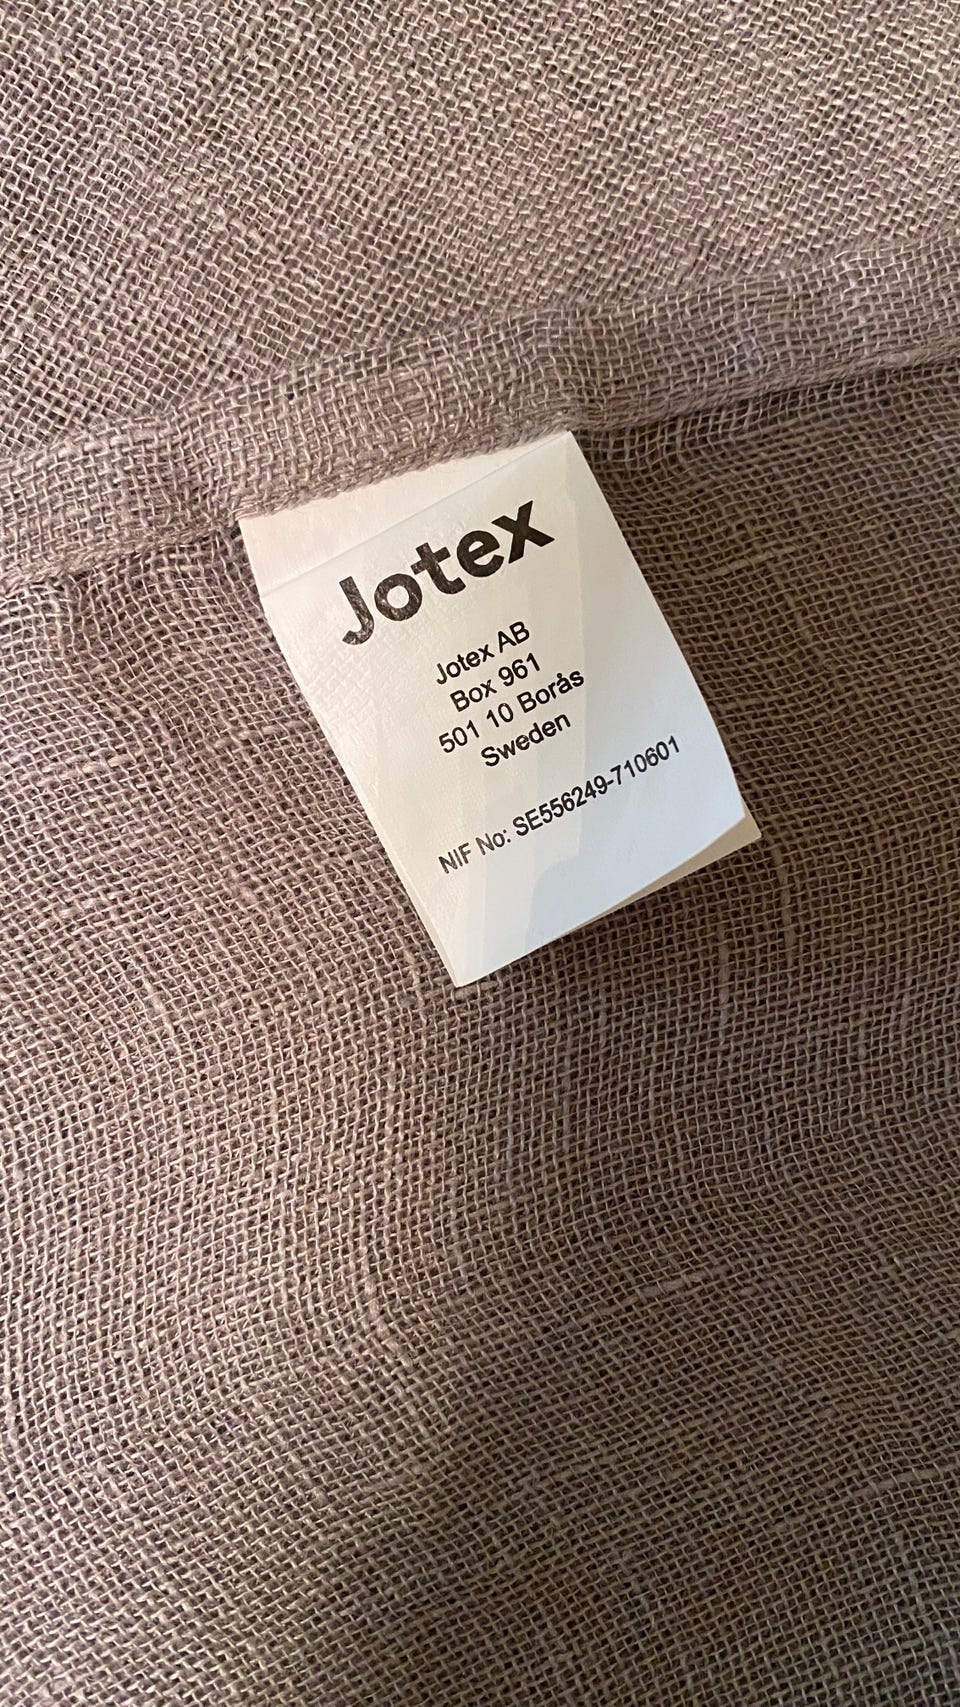 Jotex
Jotex AB
Box 961
501 10 Borås
Sweden
NIF No: SE556249-710601